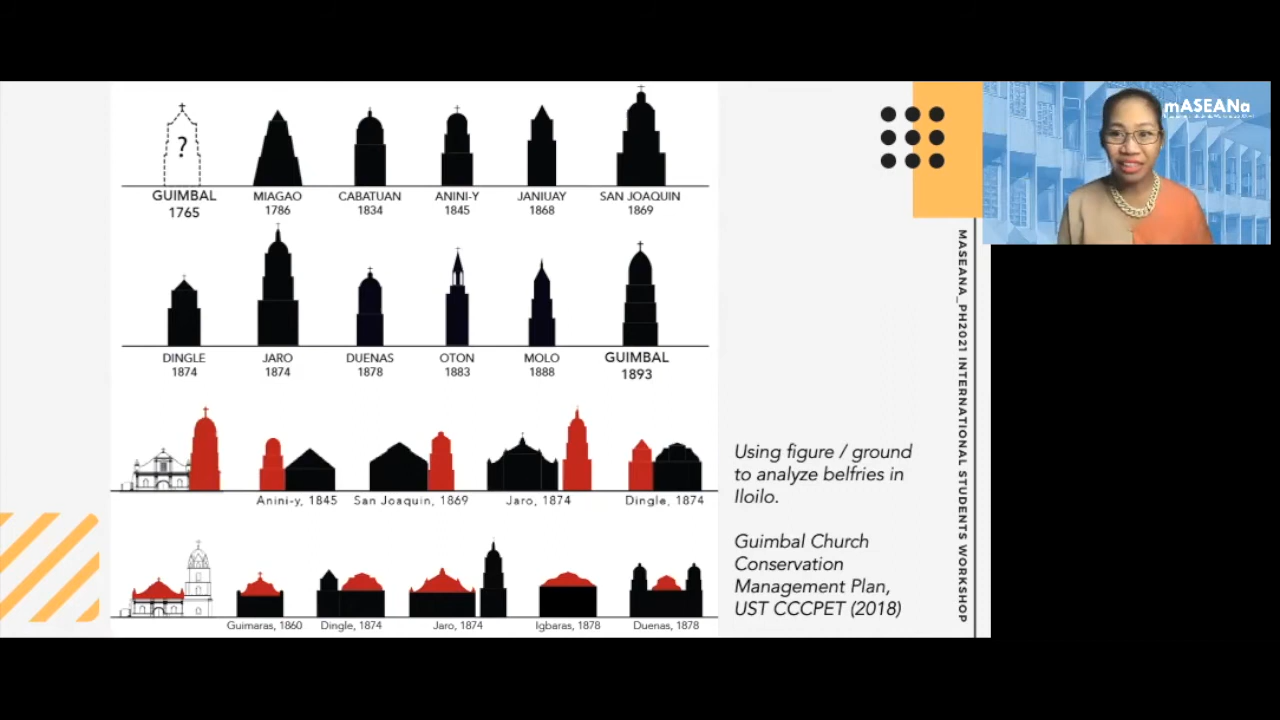 ?
GUIMBAL
1765
MIAGAO
1786
CABATUAN
1834
ANINI-Y
1845
JANIUAY
1868
SAN JOAQUIN
1869
DINGLE
1874
JARO
1874
DUENAS
1878
OTON
1883
MOLO
1888
GUIMBAL
1893
Anini-y, 1845
San Joaquin, 1869
Jaro, 1874
Dingle, 1874
Guimaras, 1860
Dingle, 1874
Jaro, 1874
Igbaras, 1878
Duenas, 1878
Using figure / ground
to analyze belfries in
Iloilo.
Guimbal Church
Conservation
Management Plan,
UST CCCPET (2018)
MASEANA_PH2021 INTERNATIONAL STUDENTS WORKSHOP
mASEANa